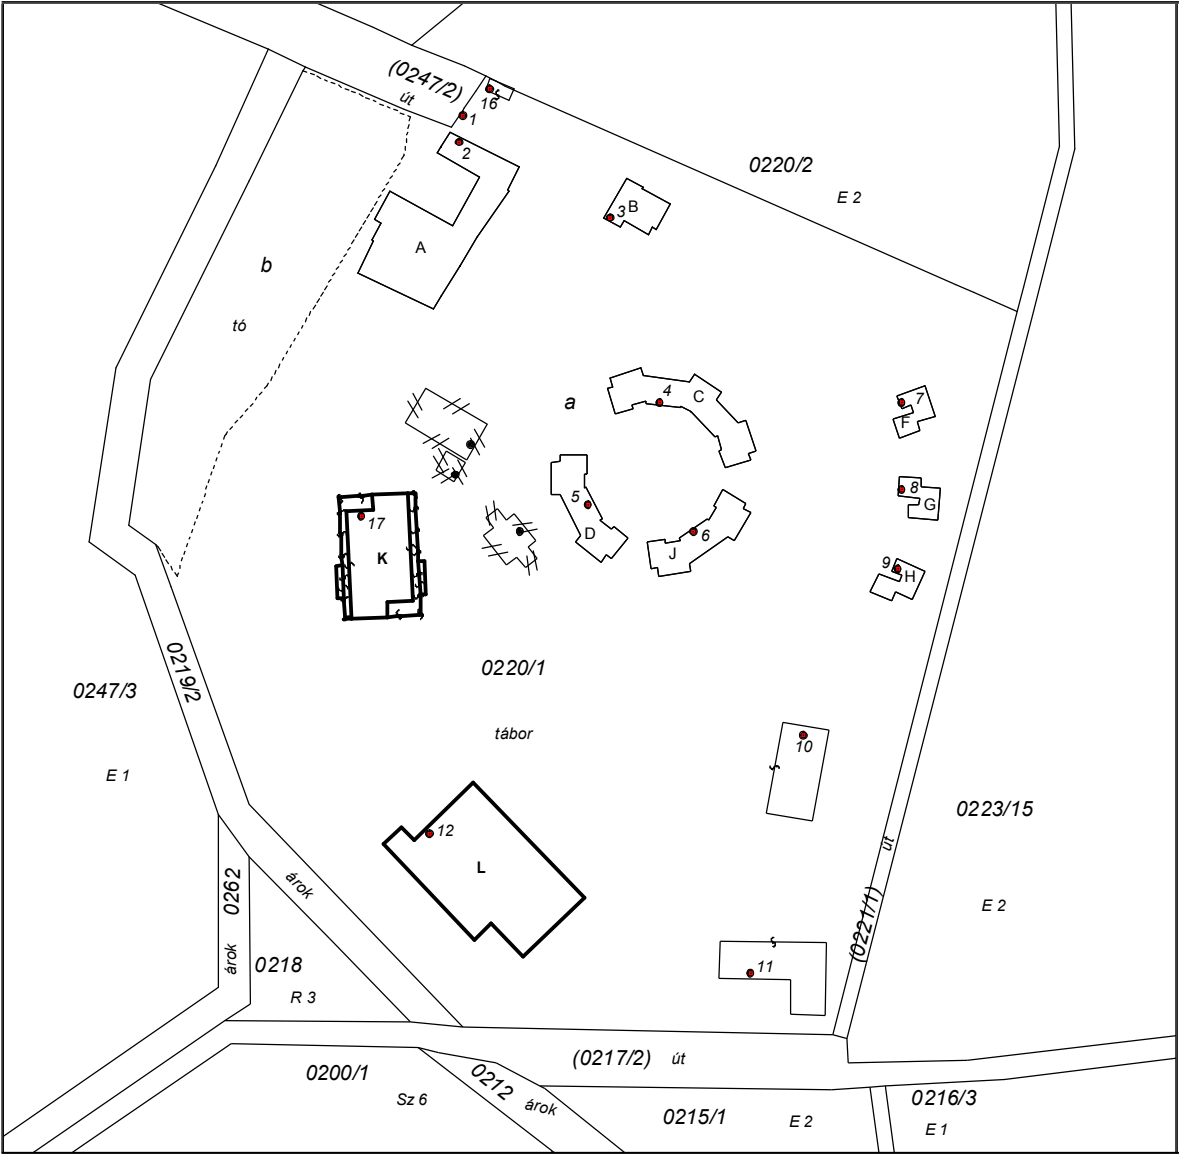 (0247/2)
út
16
1
2
0220/2
E 2
3
B
A
b
tó
a
4
C
7
F
5
D
8
G
17
K
6
J
9
H
0219/2
0220/1
0247/3
tábor
E 1
10
12
L
0223/15
út
árok
0262
E 2
(0221/1)
árok
0218
R 3
11
(0217/2) út
0200/1
0212 árok
Sz 6
0215/1
E 2
0216/3
E 1